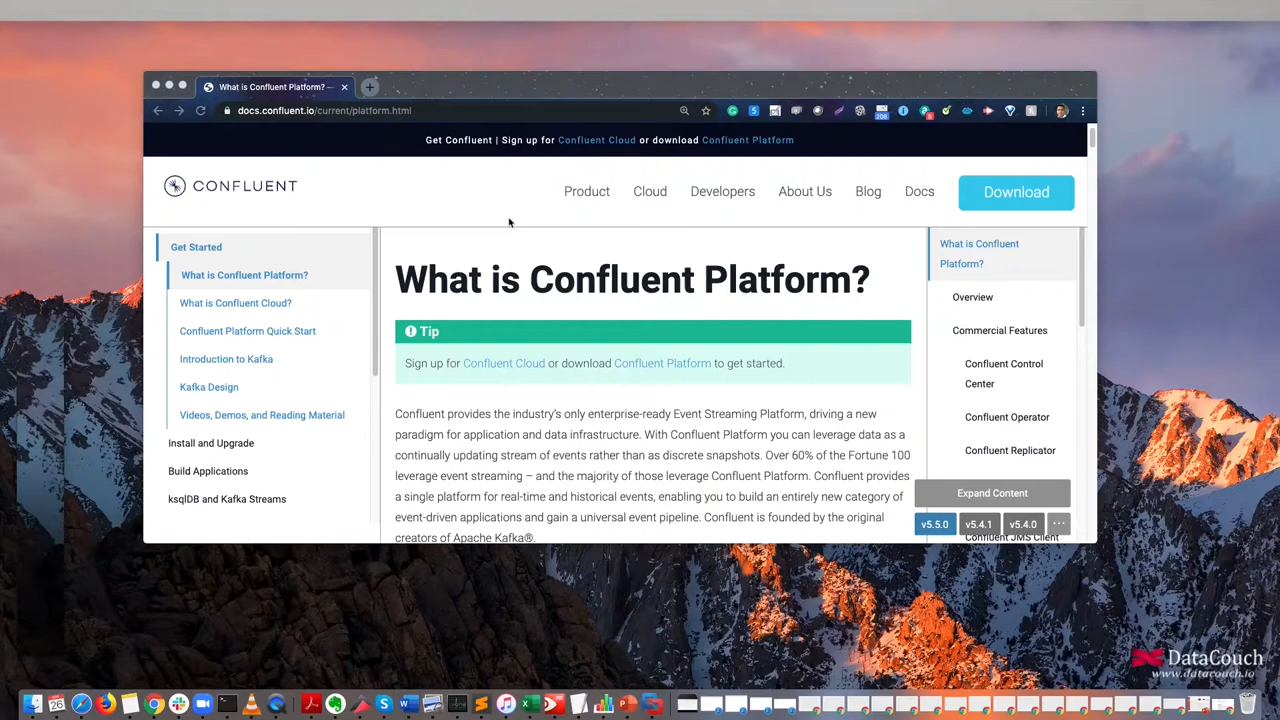 What is Confluent Platform? —
docs.confluent.io/current/platform.html
208
5
Get Confluent | Sign up for Confluent Cloud or download Confluent Platform
CONFLUENT
Product
Cloud
Developers
About Us
Blog
Docs
Download
Get Started
What is Confluent Platform?
What is Confluent Cloud?
Confluent Platform Quick Start
Introduction to Kafka
Kafka Design
Videos, Demos, and Reading Material
Install and Upgrade
Build Applications
ksqlDB and Kafka Streams
What is Confluent Platform?
Tip
Sign up for Confluent Cloud or download Confluent Platform to get started.
Confluent provides the industry's only enterprise-ready Event Streaming Platform, driving a new
paradigm for application and data infrastructure. With Confluent Platform you can leverage data as a
continually updating stream of events rather than as discrete snapshots. Over 60% of the Fortune 100
leverage event streaming – and the majority of those leverage Confluent Platform. Confluent provides
a single platform for real-time and historical events, enabling you to build an entirely new category of
event-driven applications and gain a universal event pipeline. Confluent is founded by the original
creators of Apache Kafka®.
What is Confluent
Platform?
Overview
Commercial Features
Confluent Control
Center
Confluent Operator
Confluent Replicator
Expand Content
v5.5.0
v5.4.1
v5.4.0
...
Confluent JMS Client
DataCouch
www.datacouch.io
26